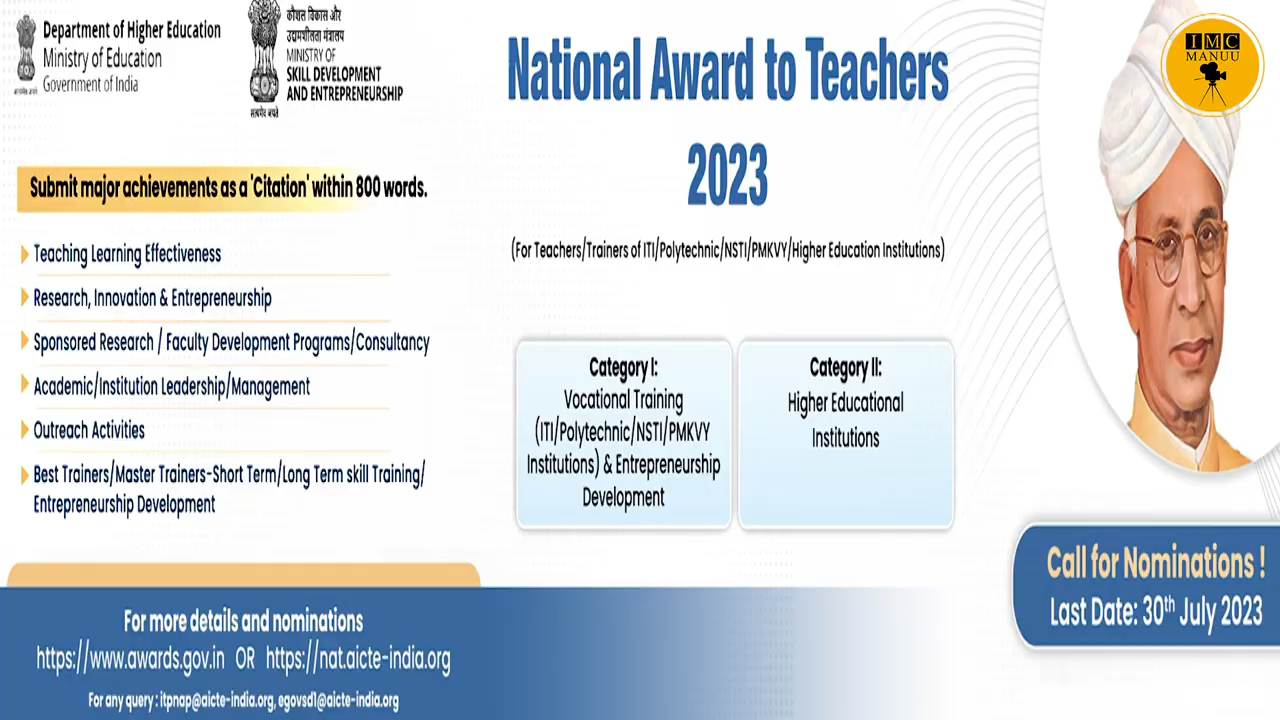 Department of Higher Education
Ministry of Education
Government of India
कौशल विकास और
उद्यमशीलता मंत्रालय
MINISTRY OF
SKILL DEVELOPMENT
AND ENTREPRENEURSHIP
सत्यमेव जयते
National Award to Teachers
2023
(For Teachers/Trainers of ITI/Polytechnic/NSTI/PMKVY/Higher Education Institutions)
IMC
MANUU
Submit major achievements as a 'Citation' within 800 words.
Teaching Learning Effectiveness
Research, Innovation & Entrepreneurship
Sponsored Research / Faculty Development Programs/Consultancy
Academic/Institution Leadership/Management
Outreach Activities
Best Trainers/Master Trainers-Short Term/Long Term skill Training/
Entrepreneurship Development
Category I:
Vocational Training
(ITI/Polytechnic/NSTI/PMKVY
Institutions) & Entrepreneurship
Development
Category II:
Higher Educational
Institutions
Call for Nominations !
Last Date: 30th July 2023
For more details and nominations
https://www.awards.gov.in OR https://nat.aicte-india.org
For any query : itpnap@aicte-india.org, egovsd1@aicte-india.org